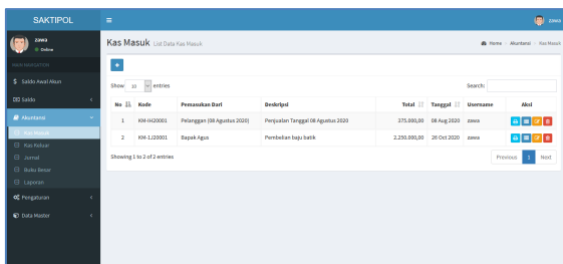 SAKTIPOL
zawa
zawa
Online
Kas Masuk List Data Kas Masuk
Home Akuntansi Kas Masuk
MAIN NAVIGATION
$ Saldo Awal Akun
Saldo
Akuntansi
Kas Masuk
Kas Keluar
Jurnal
Buku Besar
Laporan
Pengaturan
Data Master
+
Show 10 entries
Search:
No Kode Pemasukan Dari Deskripsi Total Tanggal Username Aksi
1 Pelanggan (08 Agustus 2020) Penjualan Tanggal 08 Agustus 2020 375.000,00 08 Aug 2020 zawa
2 Bapak Agus Pembelian baju batik 2.250.000,00 20 Oct 2020 zawa
Showing 1 to 2 of 2 entries
Previous 1 Next